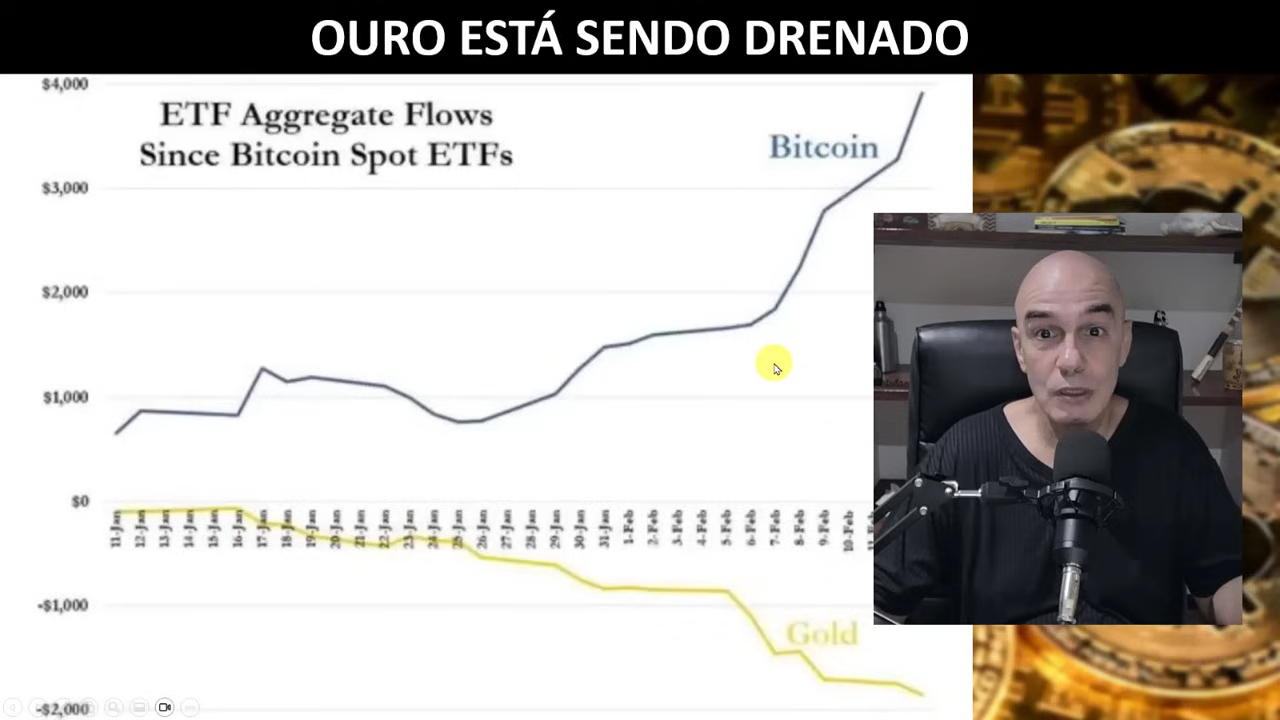 OURO ESTÁ SENDO DRENADO
ETF Aggregate Flows
Since Bitcoin Spot ETFs
Bitcoin
$4,000
$3,000
$2,000
$1,000
$0
-$1,000
-$2,000
11-Jan
12-Jan
13-Jan
14-Jan
15-Jan
16-Jan
17-Jan
18-Jan
19-Jan
20-Jan
21-Jan
22-Jan
23-Jan
24-Jan
25-Jan
26-Jan
27-Jan
28-Jan
29-Jan
30-Jan
31-Jan
1-Feb
2-Feb
3-Feb
4-Feb
5-Feb
6-Feb
7-Feb
8-Feb
9-Feb
10-Feb
Gold